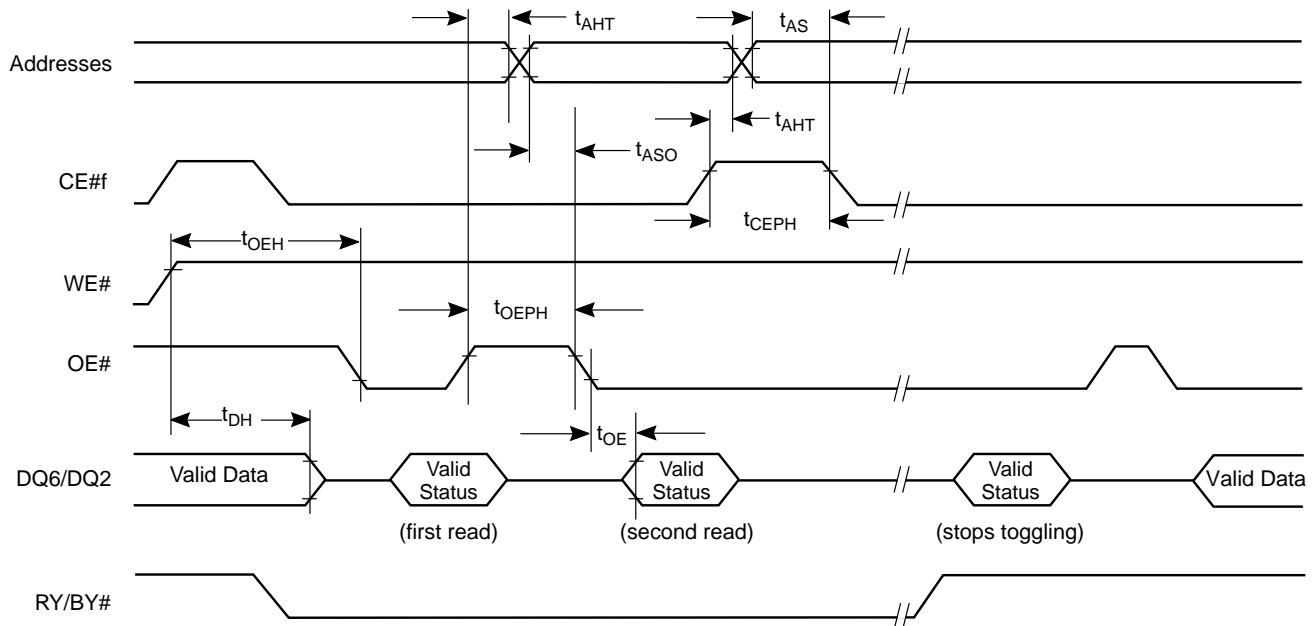 tAHT
tAS
Addresses
tAHT
tASO
CE#f
tCEPH
tOEH
WE#
tOEPH
OE#
tDH
tOE
DQ6/DQ2
Valid Data
Valid
Status
Valid
Status
Valid
Status
Valid Data
(first read)
(second read)
(stops toggling)
RY/BY#